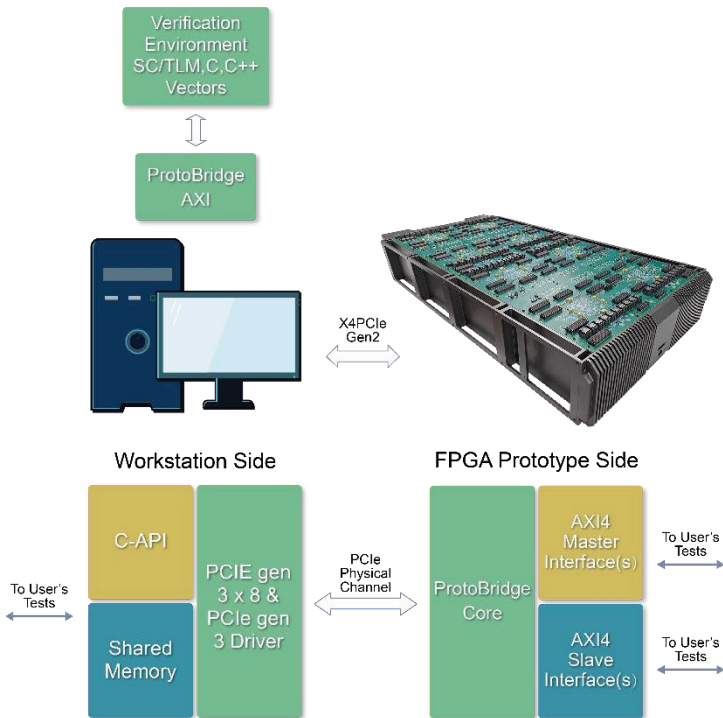 Verification
Environment
SC/TLM,C,C++
Vectors
ProtoBridge
AXI
X4PCIe
Gen2
Workstation Side
FPGA Prototype Side
C-API
Shared
Memory
PCIE gen
3 x 8 &
PCIe gen
3 Driver
To User's
Tests
PCIe
Physical
Channel
ProtoBridge
Core
AXI4
Master
Interface(s)
AXI4
Slave
Interface(s)
To User's
Tests
To User's
Tests